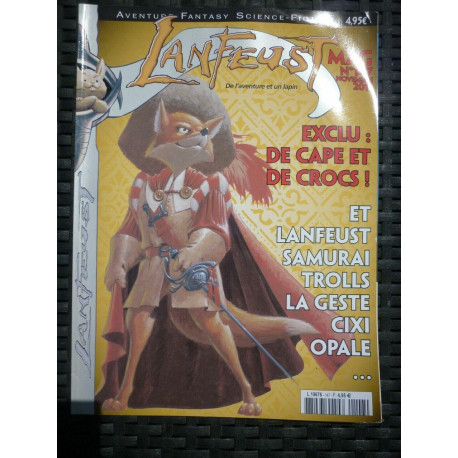 AVENTURE FANTASY SCIENCE-FICTION
4,95€
LANFEUST
MAG
De l'aventure et un lapin
EXCLU :
DE CAPE ET
DE CROCS !
ET
LANFEUST
SAMURAI
TROLLS
LA GESTE
CIXI
OPALE
...